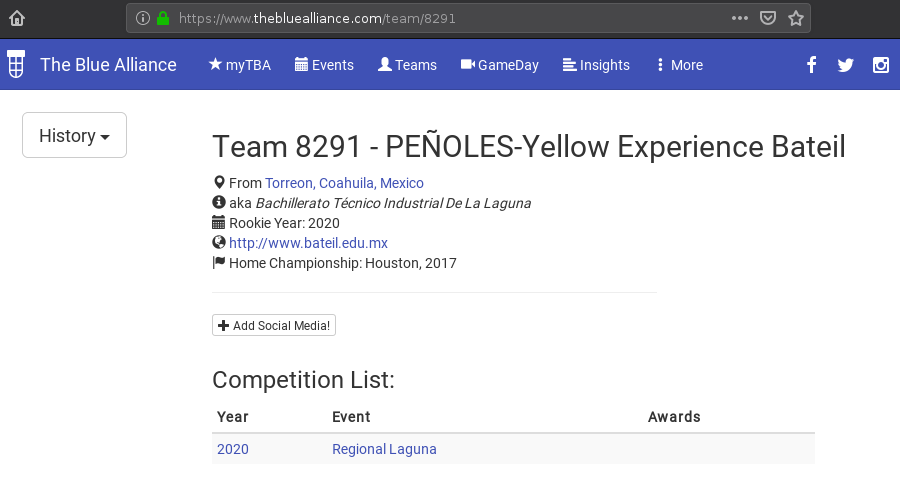 https://www.thebluealliance.com/team/8291
The Blue Alliance myTBA Events Teams GameDay Insights More
History
Team 8291 - PEÑOLES-Yellow Experience Bateil
From Torreon, Coahuila, Mexico
aka Bachillerato Técnico Industrial De La Laguna
Rookie Year: 2020
http://www.bateil.edu.mx
Home Championship: Houston, 2017
Add Social Media!
Competition List:
Year Event Awards
2020 Regional Laguna